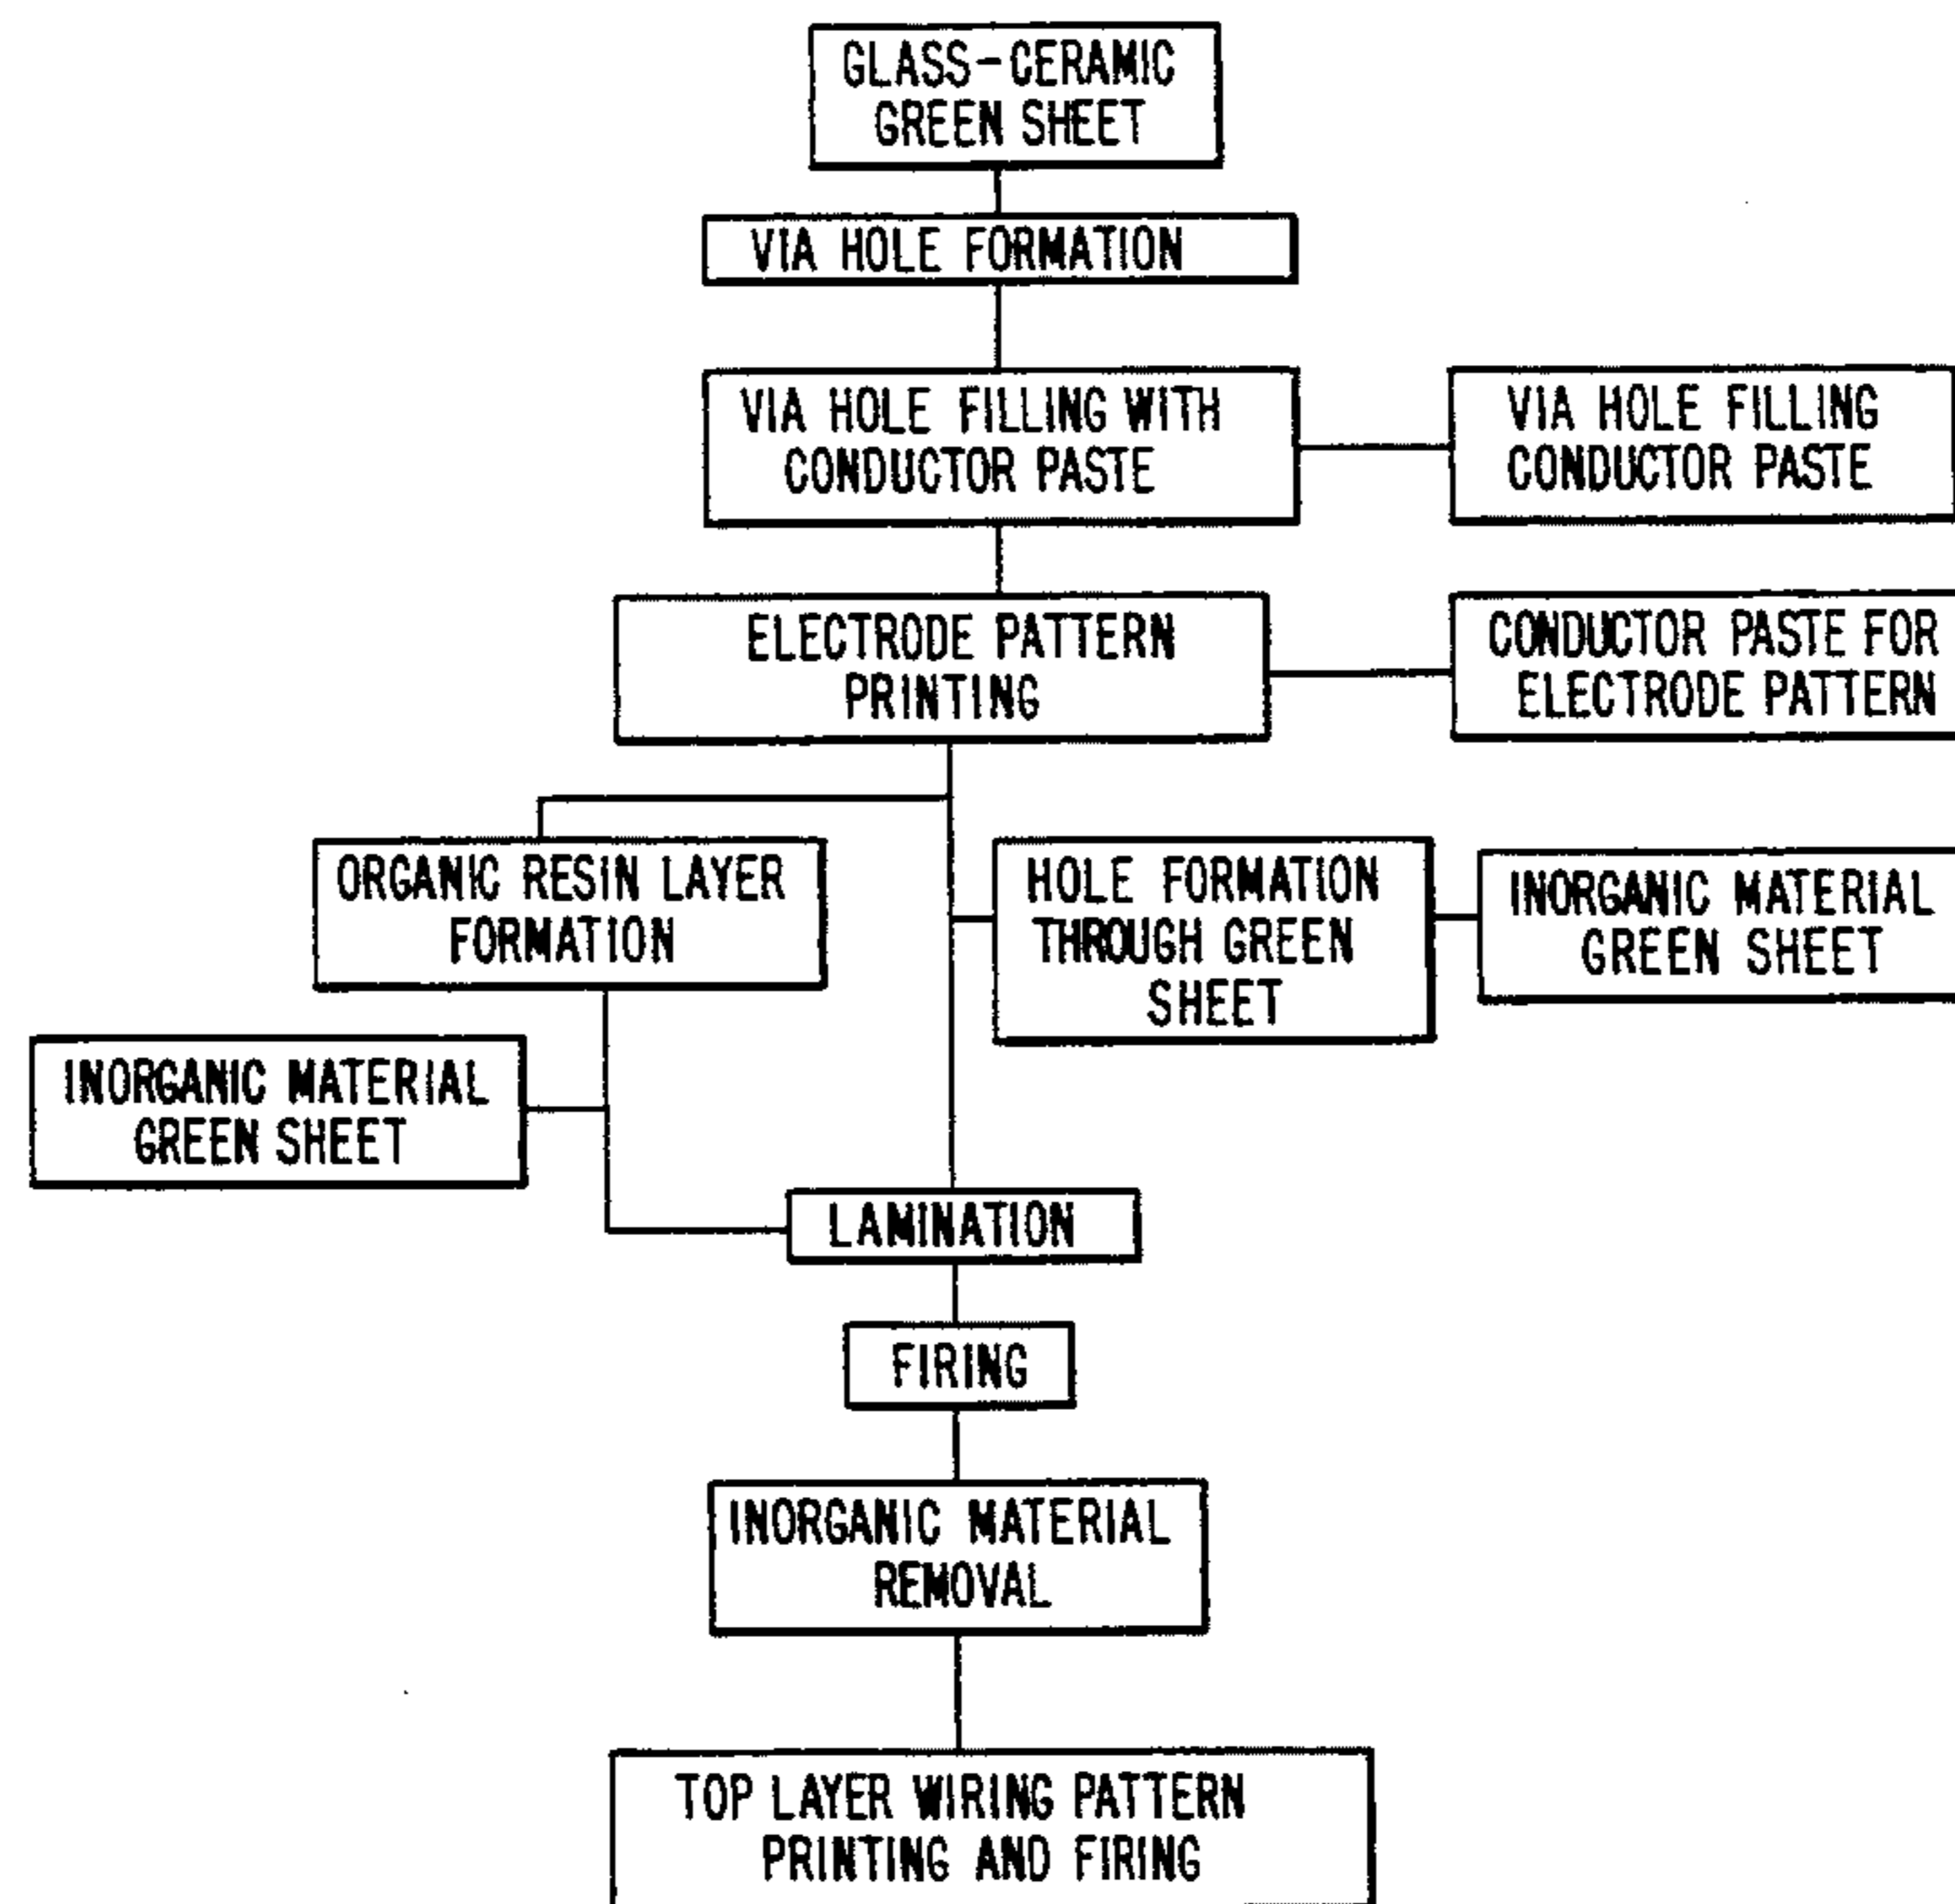 GLASS-CERAMIC
GREEN SHEET
VIA HOLE FORMATION
VIA HOLE FILLING WITH
CONDUCTOR PASTE
VIA HOLE FILLING
CONDUCTOR PASTE
ELECTRODE PATTERN
PRINTING
CONDUCTOR PASTE FOR
ELECTRODE PATTERN
ORGANIC RESIN LAYER
FORMATION
HOLE FORMATION
THROUGH GREEN
SHEET
INORGANIC MATERIAL
GREEN SHEET
INORGANIC MATERIAL
GREEN SHEET
LAMINATION
FIRING
INORGANIC MATERIAL
REMOVAL
TOP LAYER WIRING PATTERN
PRINTING AND FIRING